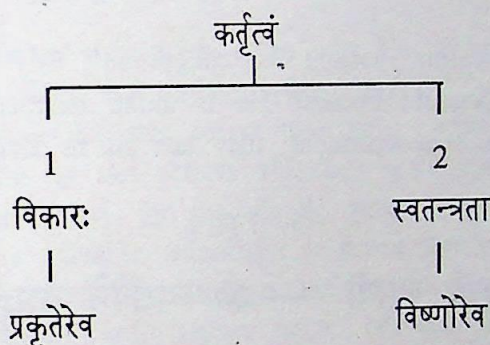 कर्तृत्वं
1 2
विकारः स्वतन्त्रता
प्रकृतेरेव विष्णोरेव